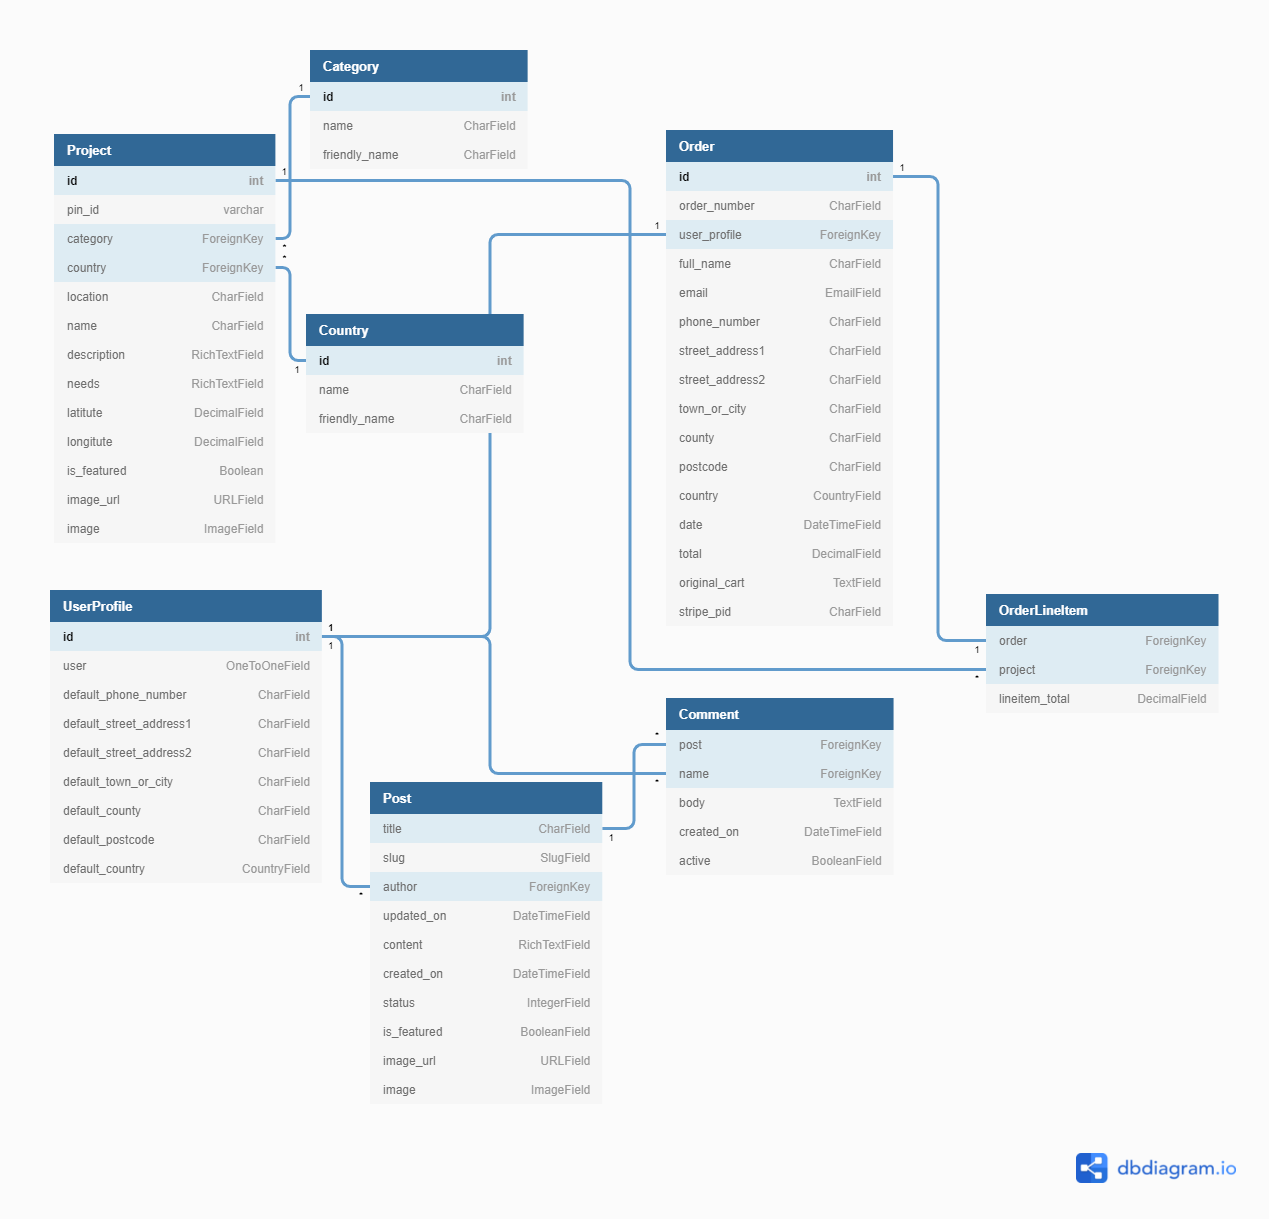 Category
id int
name CharField
friendly_name CharField
1
Project
id int
pin_id varchar
category ForeignKey
country ForeignKey
location CharField
name CharField
description RichTextField
needs RichTextField
latitute DecimalField
longitute DecimalField
is_featured Boolean
image_url URLField
image ImageField
1
*
*
Country
id int
name CharField
friendly_name CharField
1
Order
id int
order_number CharField
user_profile ForeignKey
full_name CharField
email EmailField
phone_number CharField
street_address1 CharField
street_address2 CharField
town_or_city CharField
county CharField
postcode CharField
country CountryField
date DateTimeField
total DecimalField
original_cart TextField
stripe_pid CharField
1
1
OrderLineItem
order ForeignKey
project ForeignKey
lineitem_total DecimalField
1
*
UserProfile
id int
user OneToOneField
default_phone_number CharField
default_street_address1 CharField
default_street_address2 CharField
default_town_or_city CharField
default_county CharField
default_postcode CharField
default_country CountryField
1
1
Comment
post ForeignKey
name ForeignKey
body TextField
created_on DateTimeField
active BooleanField
*
*
Post
title CharField
slug SlugField
author ForeignKey
updated_on DateTimeField
content RichTextField
created_on DateTimeField
status IntegerField
is_featured BooleanField
image_url URLField
image ImageField
1
*
dbdiagram.io